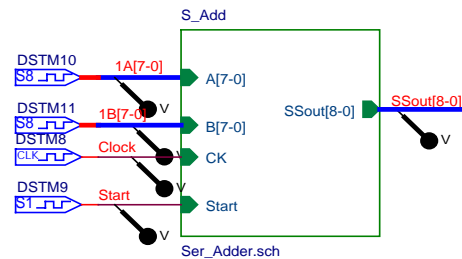 S_Add
DSTM10
S8
1A[7-0]
A[7-0]
V
SSout[8-0]
SSout[8-0]
V
DSTM11
S8
1B[7-0]
B[7-0]
V
DSTM8
CLK
Clock
CK
V
DSTM9
S1
Start
Start
V
Ser_Adder.sch